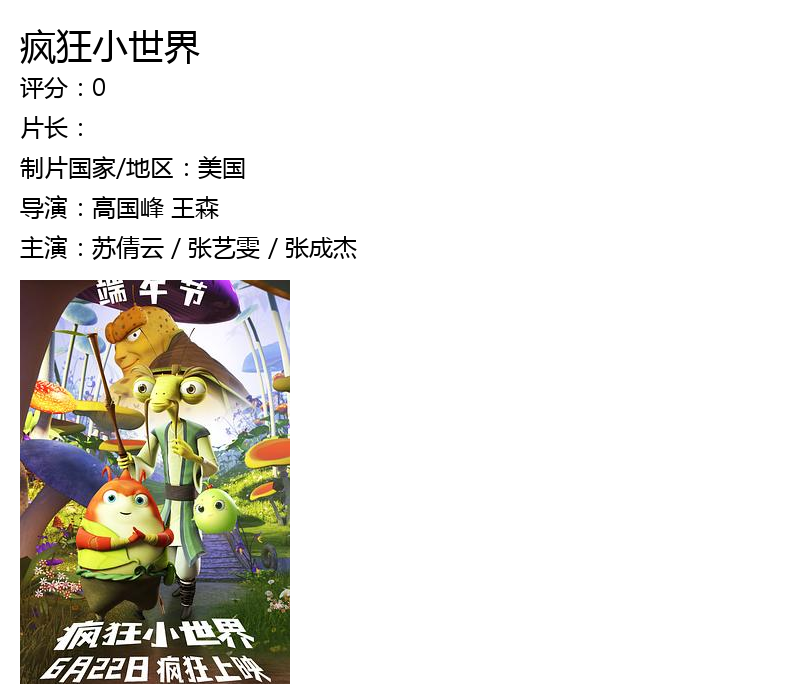 疯狂小世界
评分：0
片长：
制片国家/地区：美国
导演：高国峰 王森
主演：苏倩云 / 张艺雯 / 张成杰
端午节
疯狂小世界
6月22日 疯狂上映